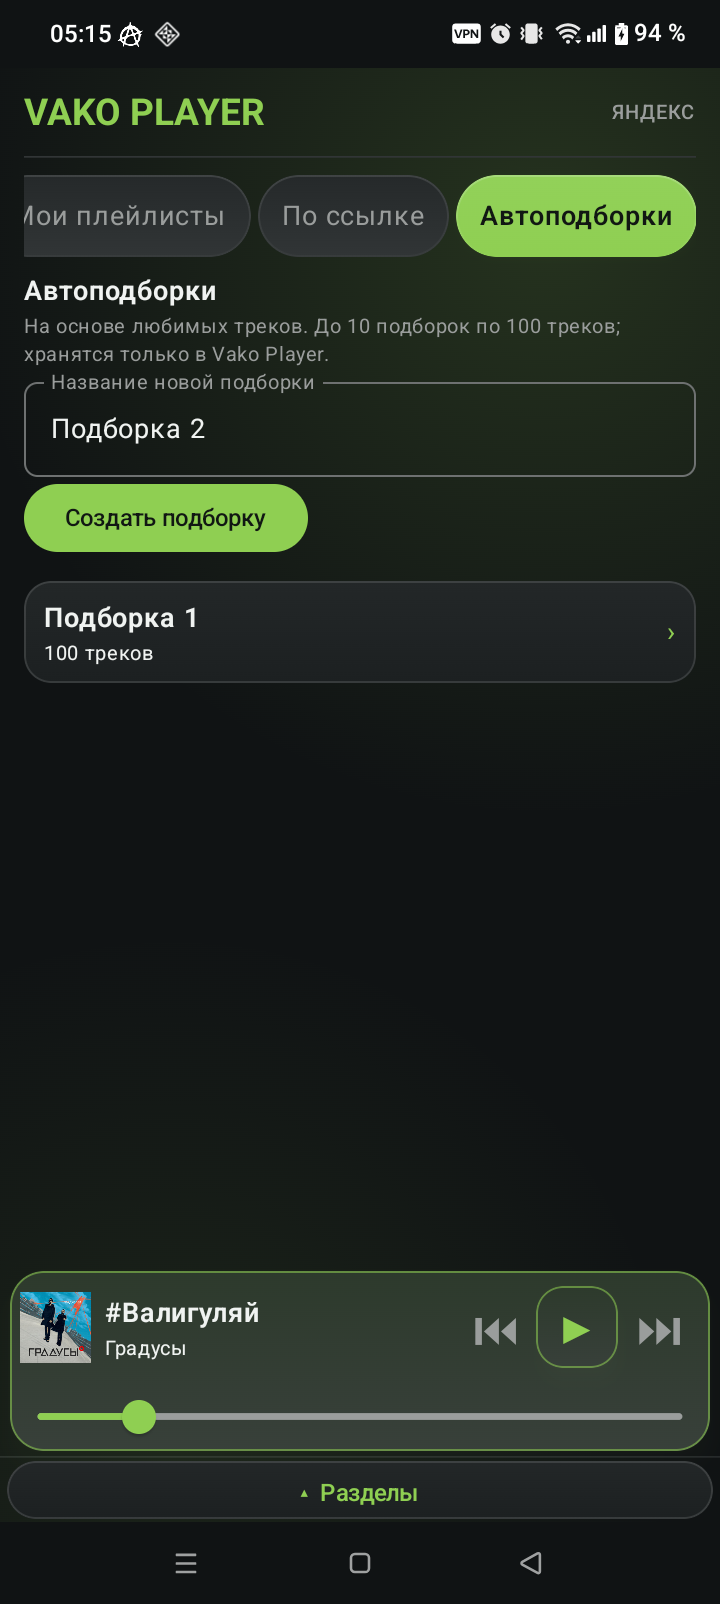 05:15
VPN
94 %
VAKO PLAYER
ЯНДЕКС
Мои плейлисты
По ссылке
Автоподборки
Автоподборки
На основе любимых треков. До 10 подборок по 100 треков;
хранятся только в Vako Player.
Название новой подборки
Подборка 2
Создать подборку
Подборка 1
100 треков
ГРАДУСЫ
#Валигуляй
Градусы
Разделы